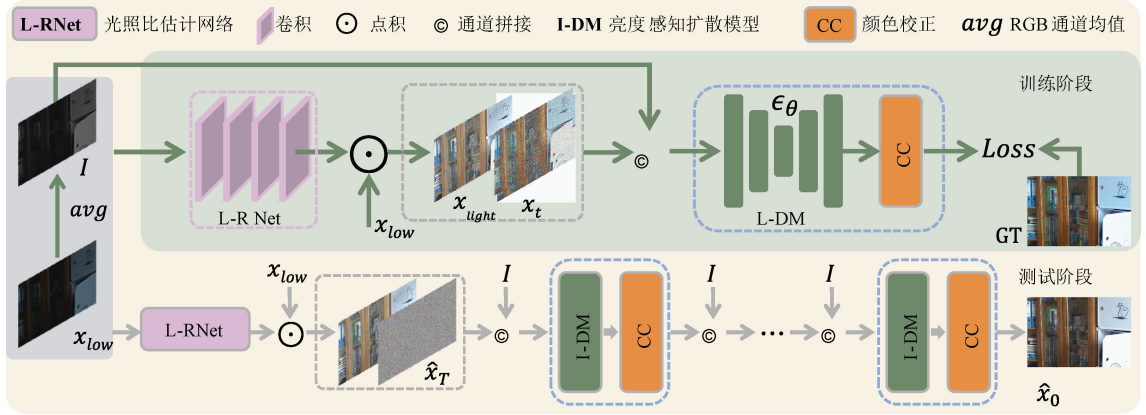 L-RNet 光照比估计网络 卷积 点积 © 通道拼接 I-DM 亮度感知扩散模型 CC 颜色校正 avg RGB通道均值
训练阶段
I
avg
x_low
L-R Net
x_low
x_light
x_t
©
ϵ_θ
L-DM
CC
Loss
GT
测试阶段
L-RNet
x_low
x̂_T
I
©
I-DM
CC
I
©
...
I
©
I-DM
CC
x̂_0